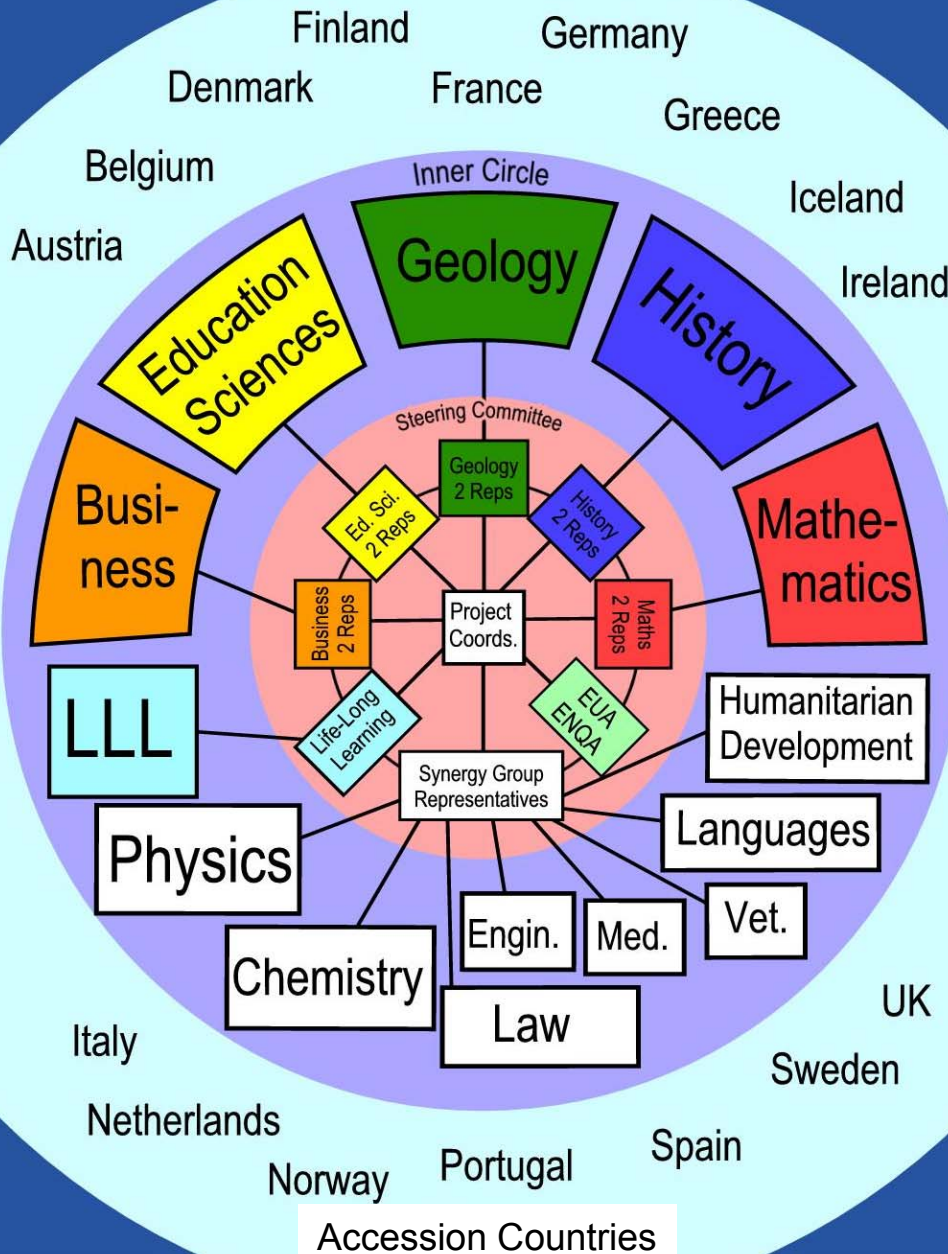 Finland
Germany
Denmark
France
Greece
Belgium
Iceland
Austria
Ireland
Inner Circle
Geology
Education
Sciences
History
Busi-
ness
Mathe-
matics
Steering Committee
Geology
2 Reps
Ed. Sci.
2 Reps
History
2 Reps
Business
2 Reps
Project
Coords.
Maths
2 Reps
Life-Long
Learning
EUA
ENQA
Synergy Group
Representatives
LLL
Humanitarian
Development
Physics
Languages
Chemistry
Engin.
Med.
Vet.
Law
Italy
UK
Sweden
Netherlands
Norway
Portugal
Spain
Accession Countries